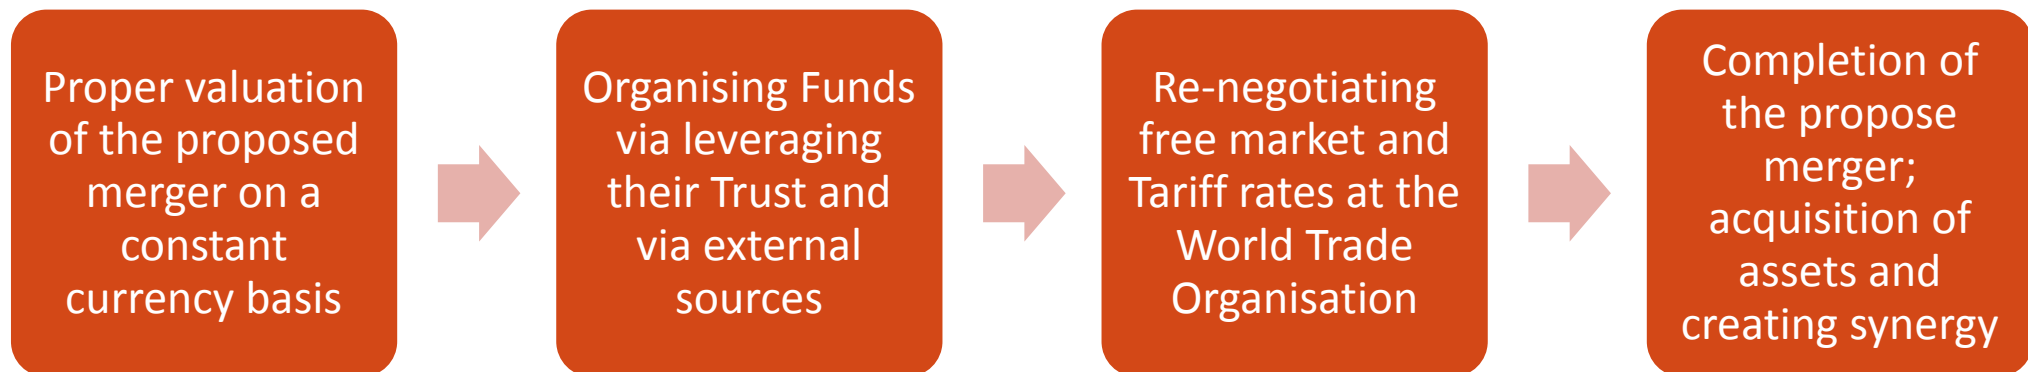 Proper valuation
of the proposed
merger on a
constant
currency basis
Organising Funds
via leveraging
their Trust and
via external
sources
Re-negotiating
free market and
Tariff rates at the
World Trade
Organisation
Completion of
the propose
merger;
acquisition of
assets and
creating synergy